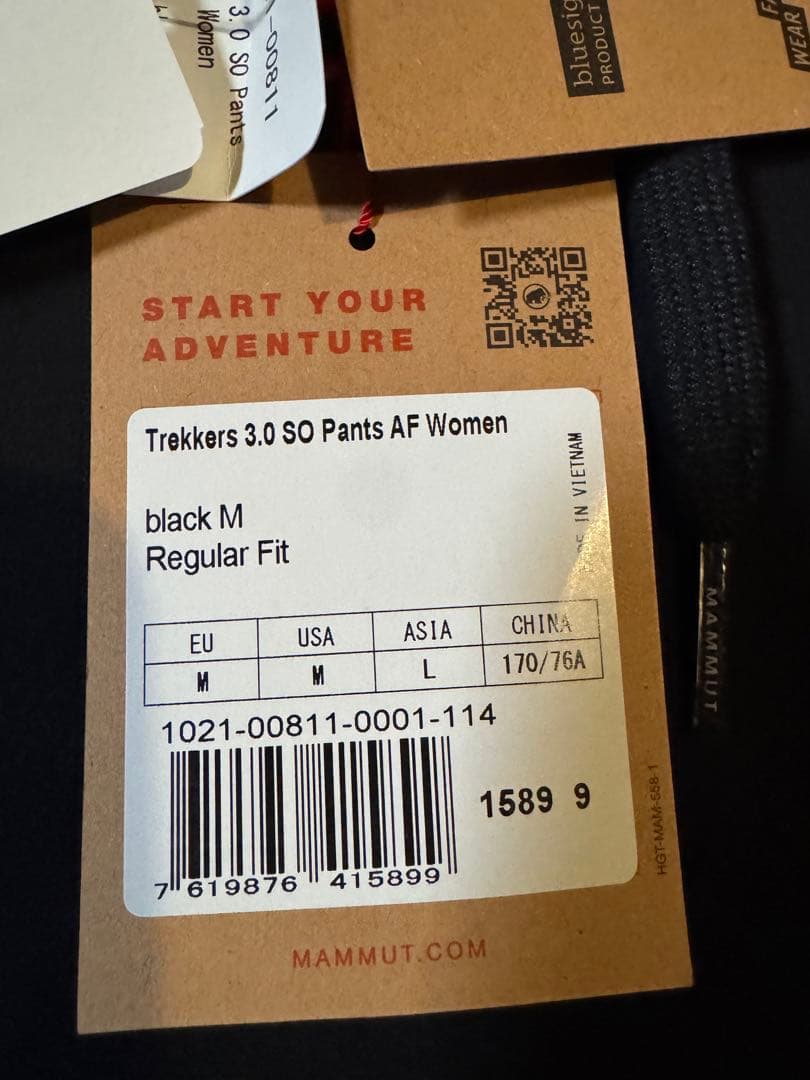 -00811
3.0 SO Pants
Women
PRODUCT
WEAR
START YOUR
ADVENTURE
Trekkers 3.0 SO Pants AF Women
IN VIETNAM
black M
Regular Fit
EU USA ASIA CHINA
M M L 170/76A
1021-00811-0001-114
1589 9
7 619876 415899
HGT-MAM-558-1
MAMMUT
MAMMUT.COM